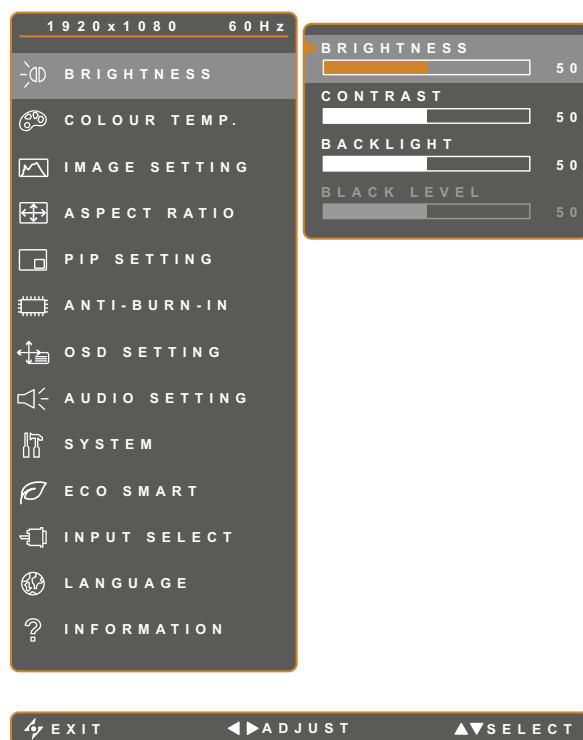 1920x1080 60Hz
BRIGHTNESS
COLOUR TEMP.
IMAGE SETTING
ASPECT RATIO
PIP SETTING
ANTI-BURN-IN
OSD SETTING
AUDIO SETTING
SYSTEM
ECO SMART
INPUT SELECT
LANGUAGE
INFORMATION
BRIGHTNESS
50
CONTRAST
50
BACKLIGHT
50
BLACK LEVEL
50
EXIT ◀▶ADJUST ▲▼SELECT